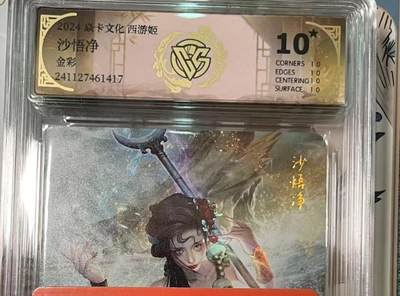 2024 焱卡文化 西游姬
沙悟净
金彩
241127461417
10★
CORNERS 10
EDGES 10
CENTERING 10
SURFACE 10
沙悟净